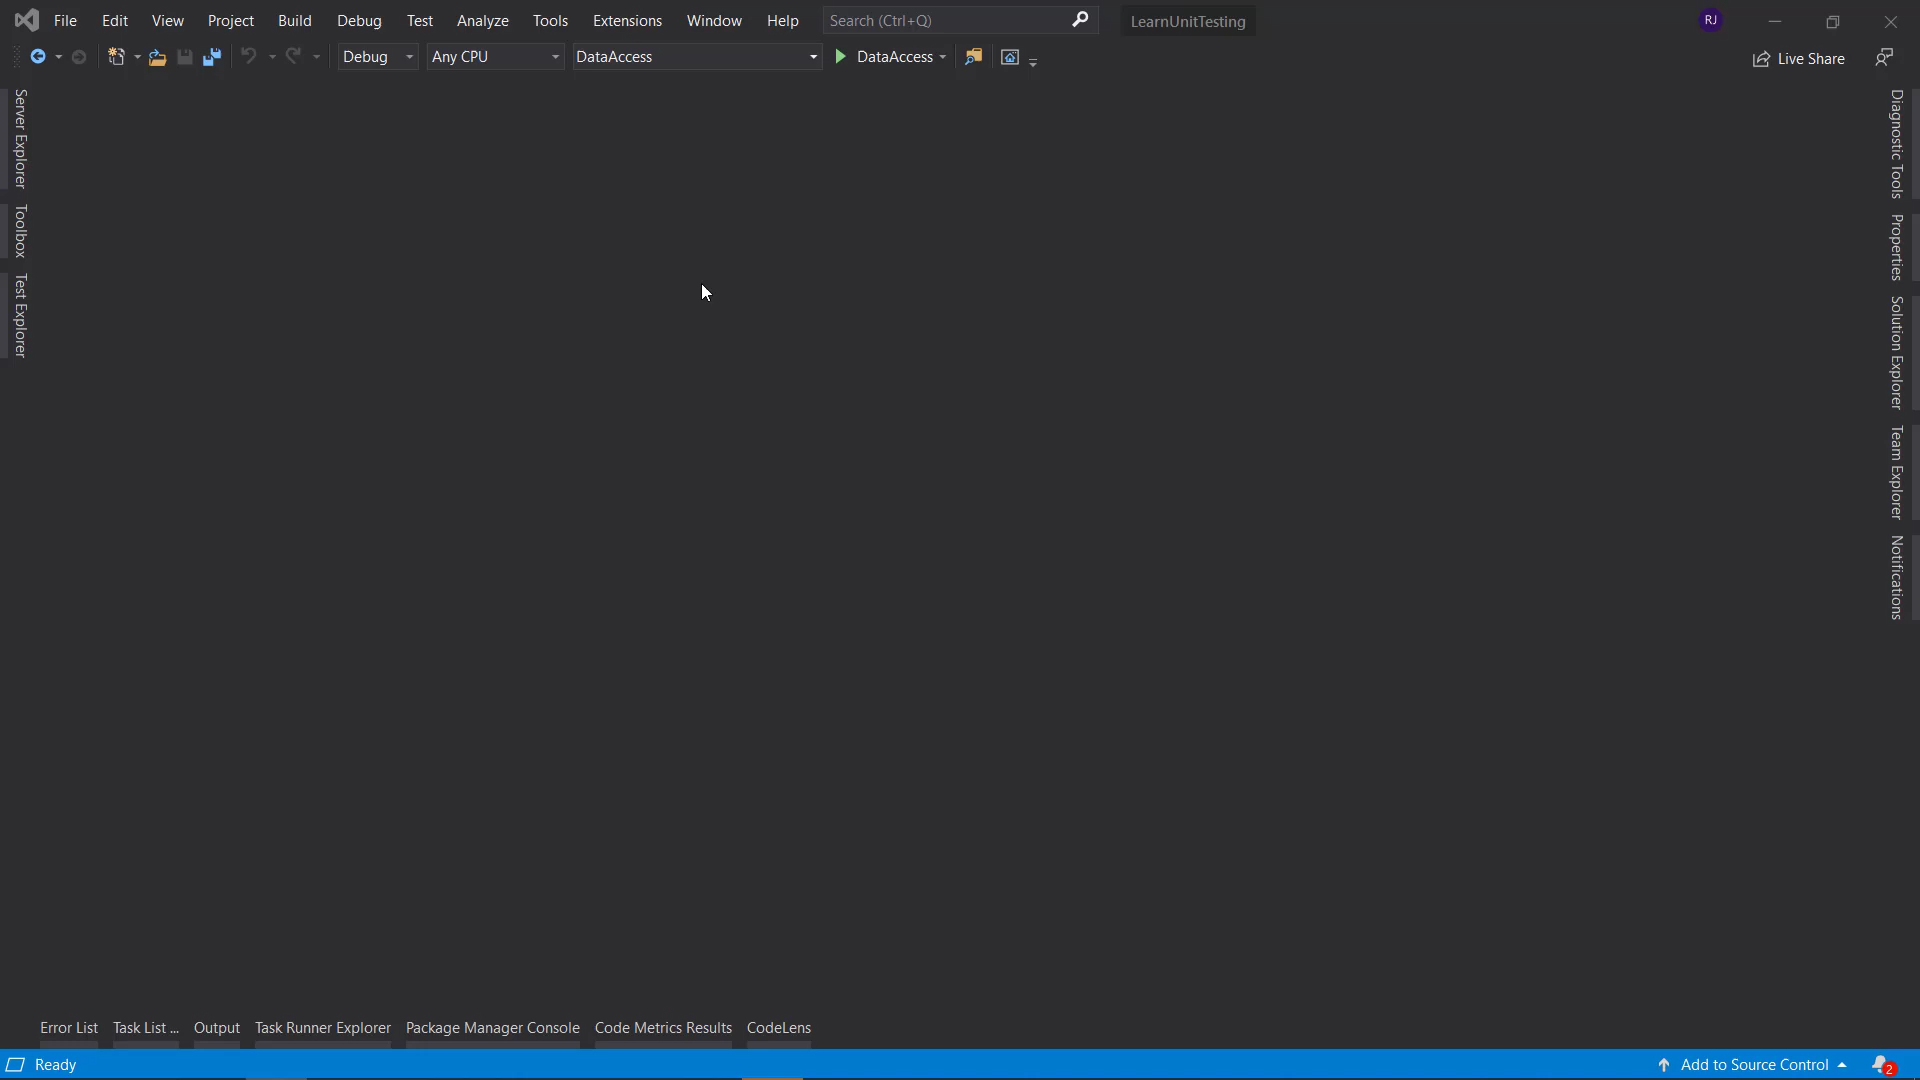 File Edit View Project Build Debug Test Analyze Tools Extensions Window Help Search (Ctrl+Q) LearnUnitTesting RJ
Debug Any CPU DataAccess DataAccess Live Share
Server Explorer
Toolbox
Test Explorer
Diagnostic Tools
Properties
Solution Explorer
Team Explorer
Notifications
Error List Task List ... Output Task Runner Explorer Package Manager Console Code Metrics Results CodeLens
Ready Add to Source Control 2